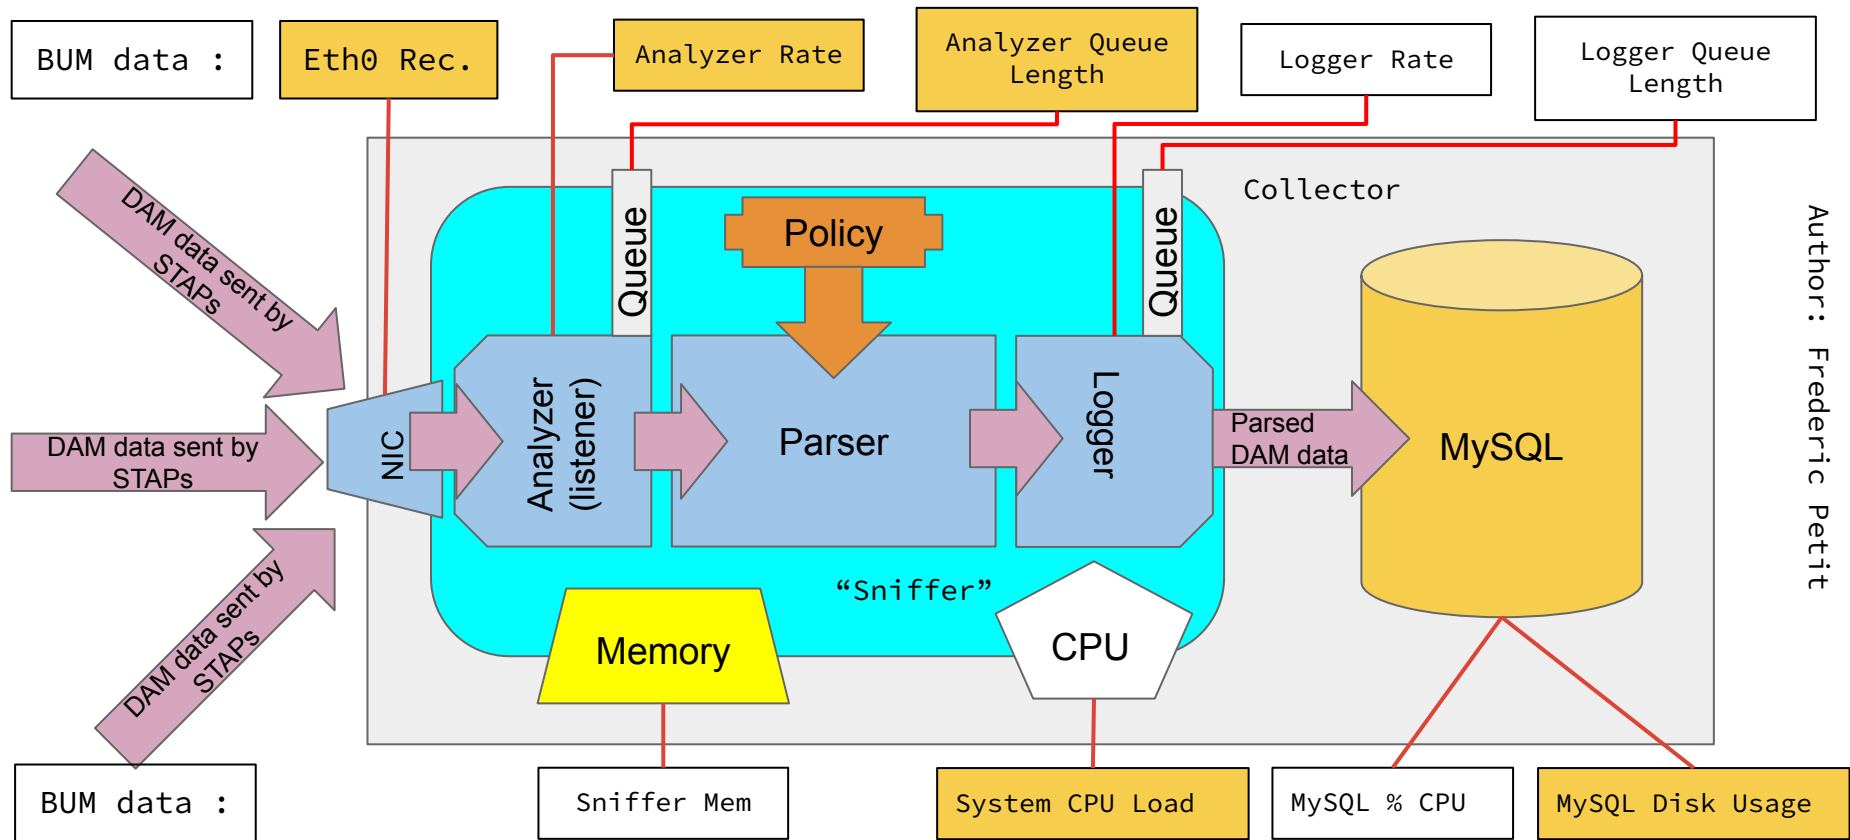 BUM data :
Eth0 Rec.
Analyzer Rate
Analyzer Queue
Length
Logger Rate
Logger Queue
Length
Collector
DAM data sent by
STAPs
DAM data sent by
STAPs
DAM data sent by
STAPs
NIC
Analyzer
(listener)
Queue
Policy
Parser
Logger
Queue
Parsed
DAM data
MySQL
“Sniffer”
Memory
CPU
Author: Frederic Petit
BUM data :
Sniffer Mem
System CPU Load
MySQL % CPU
MySQL Disk Usage